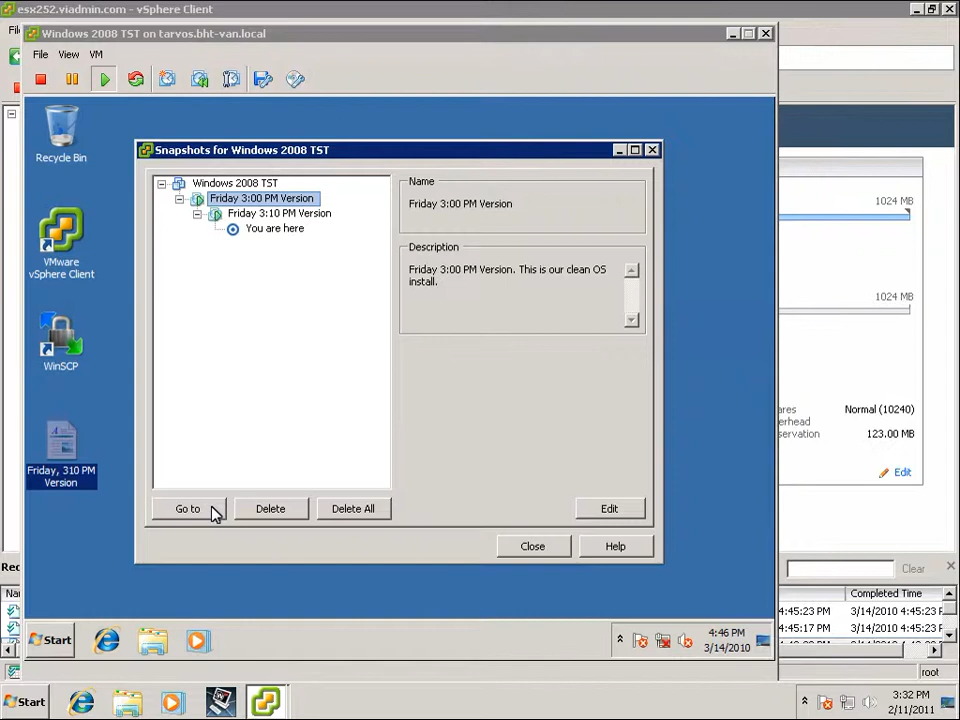 esx252.viadmin.com - vSphere Client
Windows 2008 TST on tarvos.bht-van.local
File View VM
Recycle Bin
VMware
vSphere Client
WinSCP
Friday, 310 PM
Version
Snapshots for Windows 2008 TST
Windows 2008 TST
Friday 3:00 PM Version
Friday 3:10 PM Version
You are here
Name
Friday 3:00 PM Version
Description
Friday 3:00 PM Version. This is our clean OS
install.
Go to
Delete
Delete All
Edit
Close
Help
1024 MB
1024 MB
ares
Normal (10240)
erhead
servation
123.00 MB
Edit
Rec
Clear
Completed Time
4:45:23 PM 3/14/2010 4:45:23 P
4:45:17 PM 3/14/2010 4:45:23 P
Start
4:46 PM
3/14/2010
root
Start
3:32 PM
2/11/2011